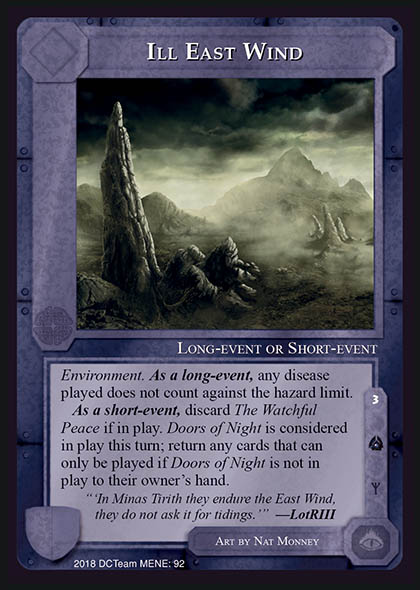 Ill East Wind
Long-event or Short-event
Environment. As a long-event, any disease
played does not count against the hazard limit.
As a short-event, discard The Watchful
Peace if in play. Doors of Night is considered
in play this turn; return any cards that can
only be played if Doors of Night is not in
play to their owner's hand.
“‘In Minas Tirith they endure the East Wind,
they do not ask for tidings.’” —LotRIII
3
Art by Nat Monney
2018 DCTeam MENE: 92